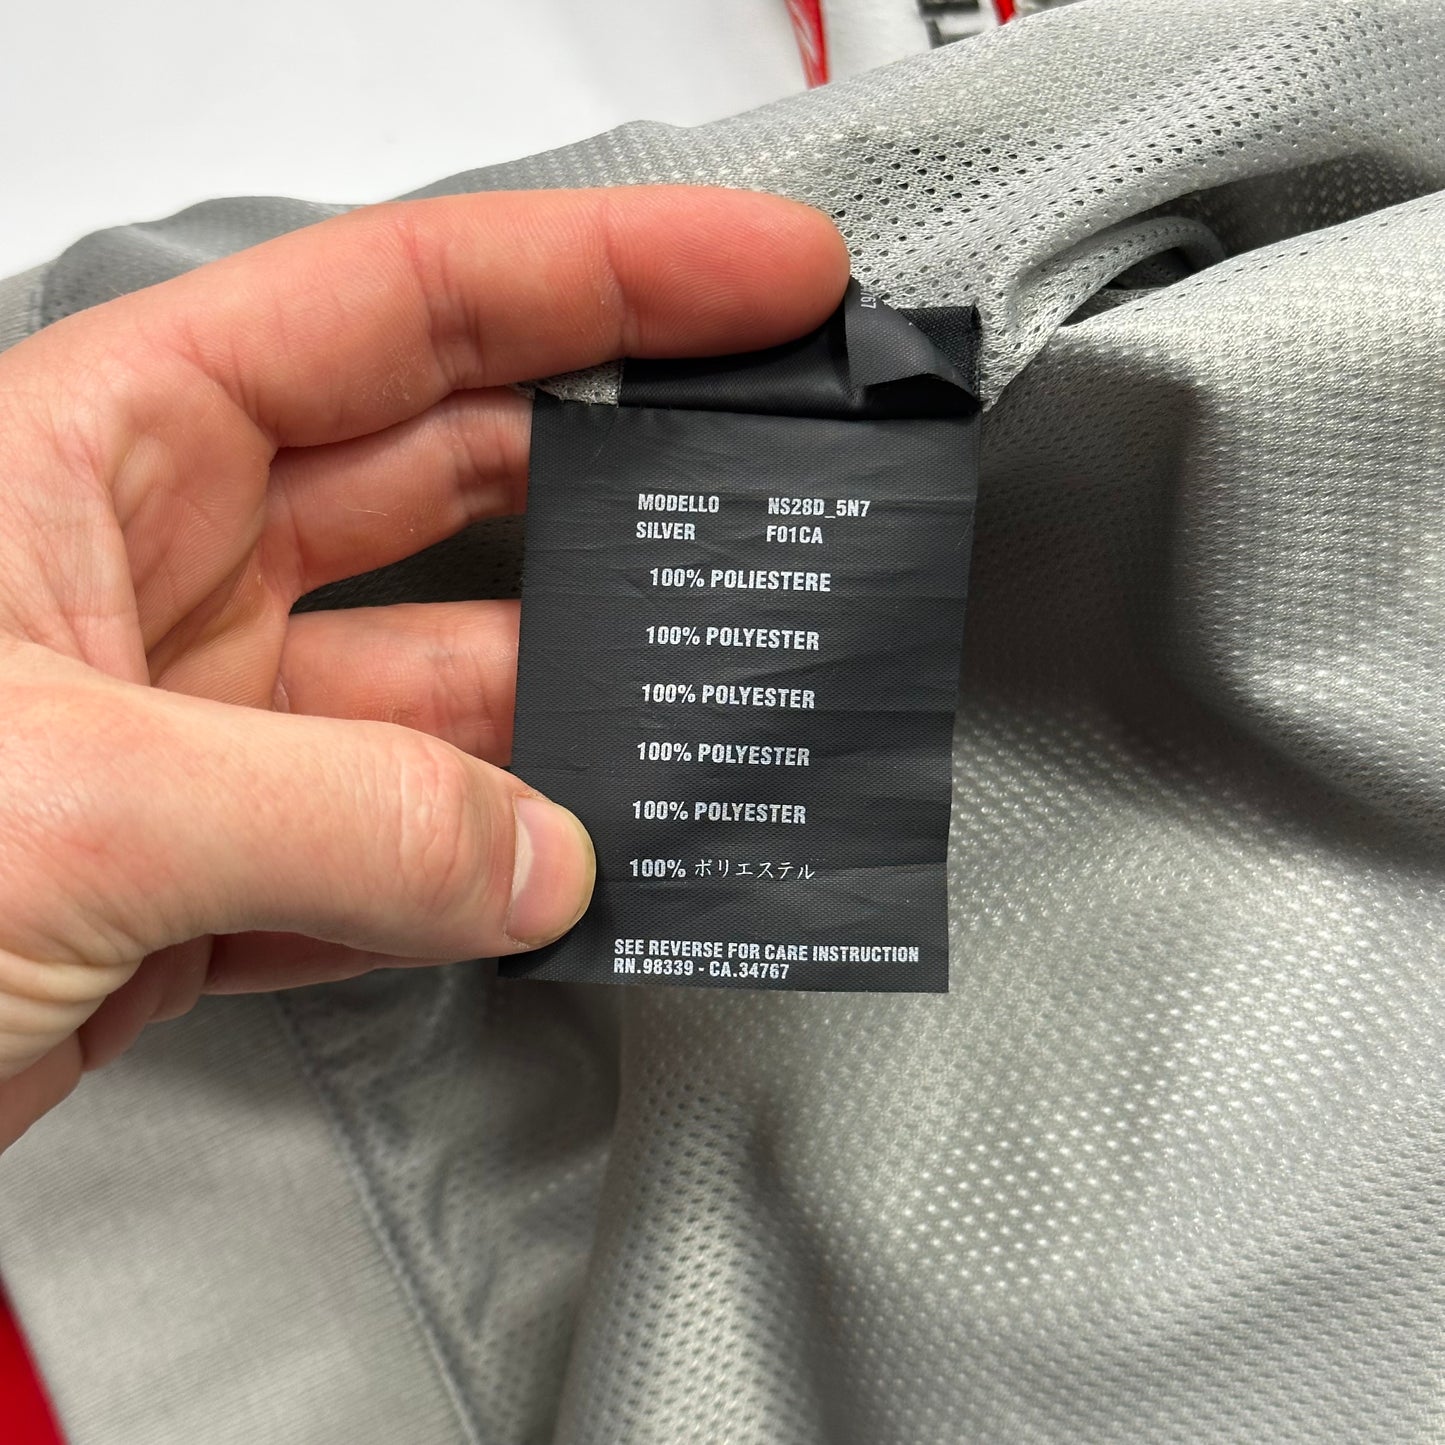 MODELLO NS28D_5N7
SILVER F01CA
100% POLIESTERE
100% POLYESTER
100% POLYESTER
100% POLYESTER
100% POLYESTER
100% ポリエステル
SEE REVERSE FOR CARE INSTRUCTION
RN.98339 - CA.34767